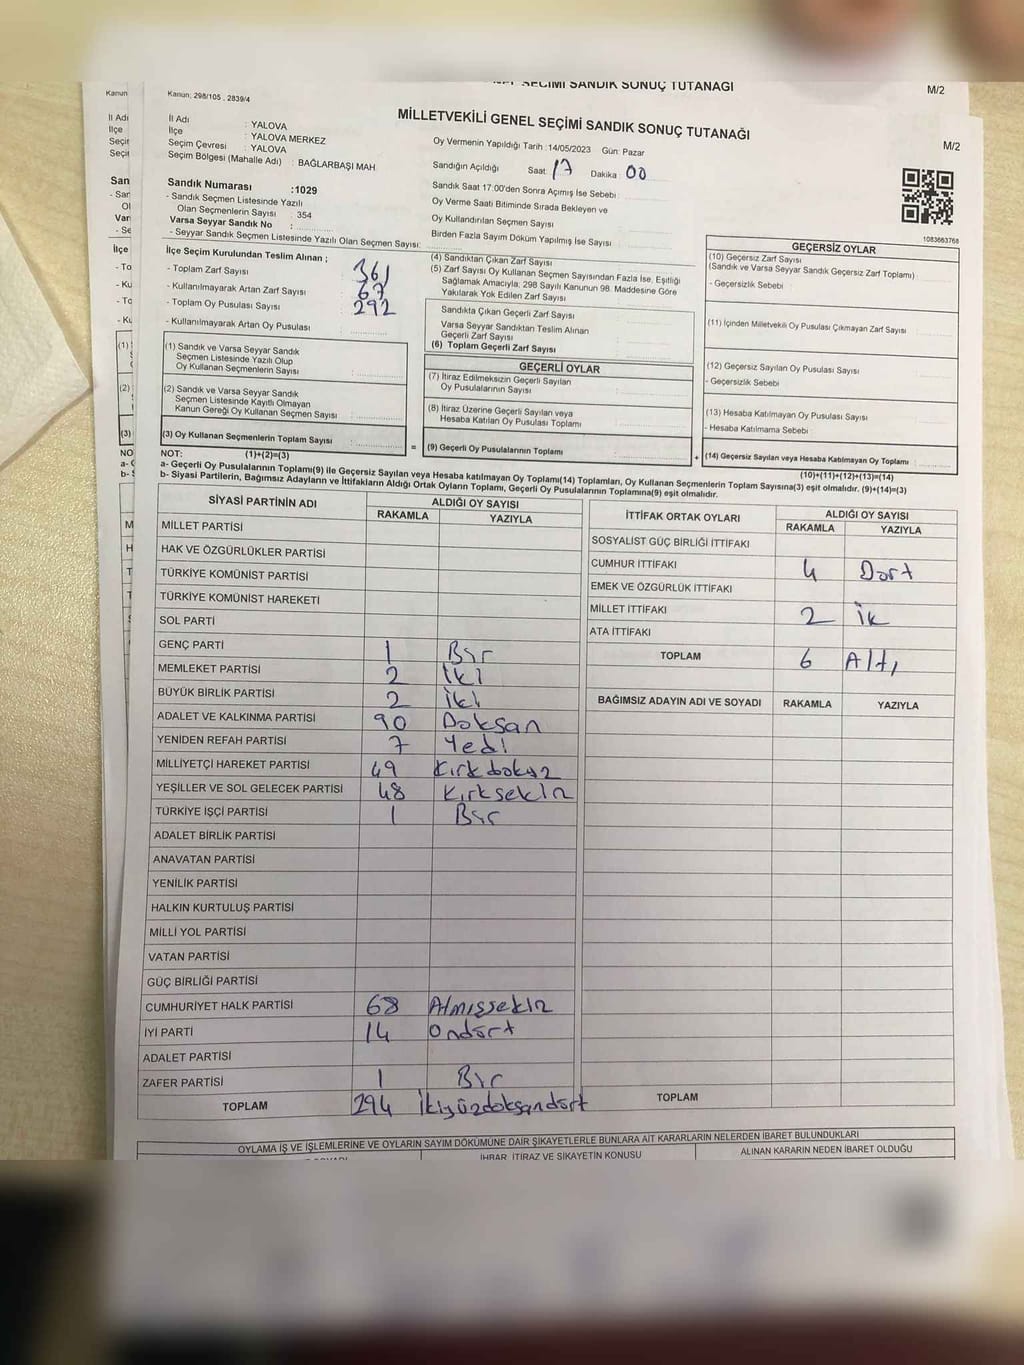 SEÇİMİ SANDIK SONUÇ TUTANAĞI
M/2
Kanun
Kanun; 298/105 , 2839/4
MİLLETVEKİLİ GENEL SEÇİMİ SANDIK SONUÇ TUTANAĞI
M/2
İl Adı : YALOVA
İlçe : YALOVA MERKEZ
Seçim Çevresi : YALOVA
Seçim Bölgesi (Mahalle Adı) : BAĞLARBAŞI MAH
Oy Vermenin Yapıldığı Tarih :14/05/2023 Gün: Pazar
Sandığın Açıldığı Saat : 17 Dakika : 00
Sandık Numarası :1029
- Sandık Seçmen Listesinde Yazılı
Olan Seçmenlerin Sayısı : 354
Varsa Seyyar Sandık No :
- Seyyar Sandık Seçmen Listesinde Yazılı Olan Seçmen Sayısı:
Sandık Saat 17:00'den Sonra Açımış İse Sebebi :
Oy Verme Saati Bitiminde Sırada Bekleyen ve
Oy Kullandırılan Seçmen Sayısı
Birden Fazla Sayım Döküm Yapılmış İse Sayısı :
1083663768
İlçe Seçim Kurulundan Teslim Alınan ;
- Toplam Zarf Sayısı : 361
- Kullanılmayarak Artan Zarf Sayısı : 67
- Toplam Oy Pusulası Sayısı : 292
- Kullanılmayarak Artan Oy Pusulası :
(1) Sandık ve Varsa Seyyar Sandık
Seçmen Listesinde Yazılı Olup
Oy Kullanan Seçmenlerin Sayısı :
(2) Sandık ve Varsa Seyyar Sandık
Seçmen Listesinde Kayıtlı Olmayan
Kanun Gereği Oy Kullanan Seçmen Sayısı :
(3) Oy Kullanan Seçmenlerin Toplam Sayısı :
NOT: (1)+(2)=(3)
(4) Sandıktan Çıkan Zarf Sayısı :
(5) Zarf Sayısı Oy Kullanan Seçmen Sayısından Fazla İse, Eşitliği
Sağlamak Amacıyla; 298 Sayılı Kanunun 98. Maddesine Göre
Yakılarak Yok Edilen Zarf Sayısı :
Sandıkta Çıkan Geçerli Zarf Sayısı :
Varsa Seyyar Sandıktan Teslim Alınan
Geçerli Zarf Sayısı :
(6) Toplam Geçerli Zarf Sayısı :
GEÇERLİ OYLAR
(7) İtiraz Edilmeksizin Geçerli Sayılan
Oy Pusulalarının Sayısı :
(8) İtiraz Üzerine Geçerli Sayılan veya
Hesaba Katılan Oy Pusulası Toplamı :
= (9) Geçerli Oy Pusulalarının Toplamı :
GEÇERSİZ OYLAR
(10) Geçersiz Zarf Sayısı
(Sandık ve Varsa Seyyar Sandık Geçersiz Zarf Toplamı) :
- Geçersizlik Sebebi :
(11) İçinden Milletvekili Oy Pusulası Çıkmayan Zarf Sayısı :
(12) Geçersiz Sayılan Oy Pusulası Sayısı :
- Geçersizlik Sebebi
(13) Hesaba Katılmayan Oy Pusulası Sayısı :
- Hesaba Katılmama Sebebi :
+ (14) Geçersiz Sayılan veya Hesaba Katılmayan Oy Toplamı :
(10)+(11)+(12)+(13)=(14)
a- Geçerli Oy Pusulalarının Toplamı(9) ile Geçersiz Sayılan veya Hesaba katılmayan Oy Toplamı(14) Toplamları, Oy Kullanan Seçmenlerin Toplam Sayısına(3) eşit olmalıdır. (9)+(14)=(3)
b- Siyasi Partilerin, Bağımsız Adayların ve İttifakların Aldığı Ortak Oyların Toplamı, Geçerli Oy Pusulalarının Toplamına(9) eşit olmalıdır.
SİYASİ PARTİNİN ADI ALDIĞI OY SAYISI
RAKAMLA YAZIYLA
MİLLET PARTİSİ
HAK VE ÖZGÜRLÜKLER PARTİSİ
TÜRKİYE KOMÜNİST PARTİSİ
TÜRKİYE KOMÜNİST HAREKETİ
SOL PARTİ
GENÇ PARTİ 1 Bir
MEMLEKET PARTİSİ 2 İki
BÜYÜK BİRLİK PARTİSİ 2 İki
ADALET VE KALKINMA PARTİSİ 90 Doksan
YENİDEN REFAH PARTİSİ 7 Yedi
MİLLİYETÇİ HAREKET PARTİSİ 49 Kırkdokuz
YEŞİLLER VE SOL GELECEK PARTİSİ 48 Kırksekiz
TÜRKİYE İŞÇİ PARTİSİ 1 Bir
ADALET BİRLİK PARTİSİ
ANAVATAN PARTİSİ
YENİLİK PARTİSİ
HALKIN KURTULUŞ PARTİSİ
MİLLİ YOL PARTİSİ
VATAN PARTİSİ
GÜÇ BİRLİĞİ PARTİSİ
CUMHURİYET HALK PARTİSİ 68 Atmışsekiz
İYİ PARTİ 14 Ondört
ADALET PARTİSİ
ZAFER PARTİSİ 1 Bir
TOPLAM 294 İkiyüzdoksandört
İTTİFAK ORTAK OYLARI ALDIĞI OY SAYISI
RAKAMLA YAZIYLA
SOSYALİST GÜÇ BİRLİĞİ İTTİFAKI
CUMHUR İTTİFAKI 4 Dört
EMEK VE ÖZGÜRLÜK İTTİFAKI
MİLLET İTTİFAKI 2 İk
ATA İTTİFAKI
TOPLAM 6 Altı
BAĞIMSIZ ADAYIN ADI VE SOYADI RAKAMLA YAZIYLA
TOPLAM
OYLAMA İŞ VE İŞLEMLERİNE VE OYLARIN SAYIM DÖKÜMÜNE DAİR ŞİKAYETLERLE BUNLARA AİT KARARLARIN NELERDEN İBARET BULUNDUKLARI
İHBAR, İTİRAZ VE ŞİKAYETİN KONUSU ALINAN KARARIN NEDEN İBARET OLDUĞU